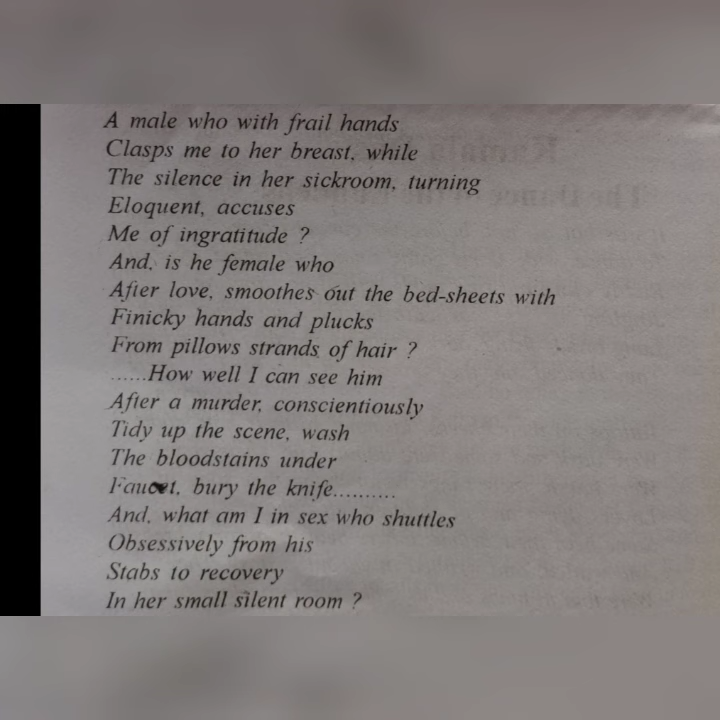 A male who with frail hands
Clasps me to her breast, while
The silence in her sickroom, turning
Eloquent, accuses
Me of ingratitude ?
And, is he female who
After love, smoothes out the bed-sheets with
Finicky hands and plucks
From pillows strands of hair ?
......How well I can see him
After a murder, conscientiously
Tidy up the scene, wash
The bloodstains under
Faucet, bury the knife..........
And, what am I in sex who shuttles
Obsessively from his
Stabs to recovery
In her small silent room ?